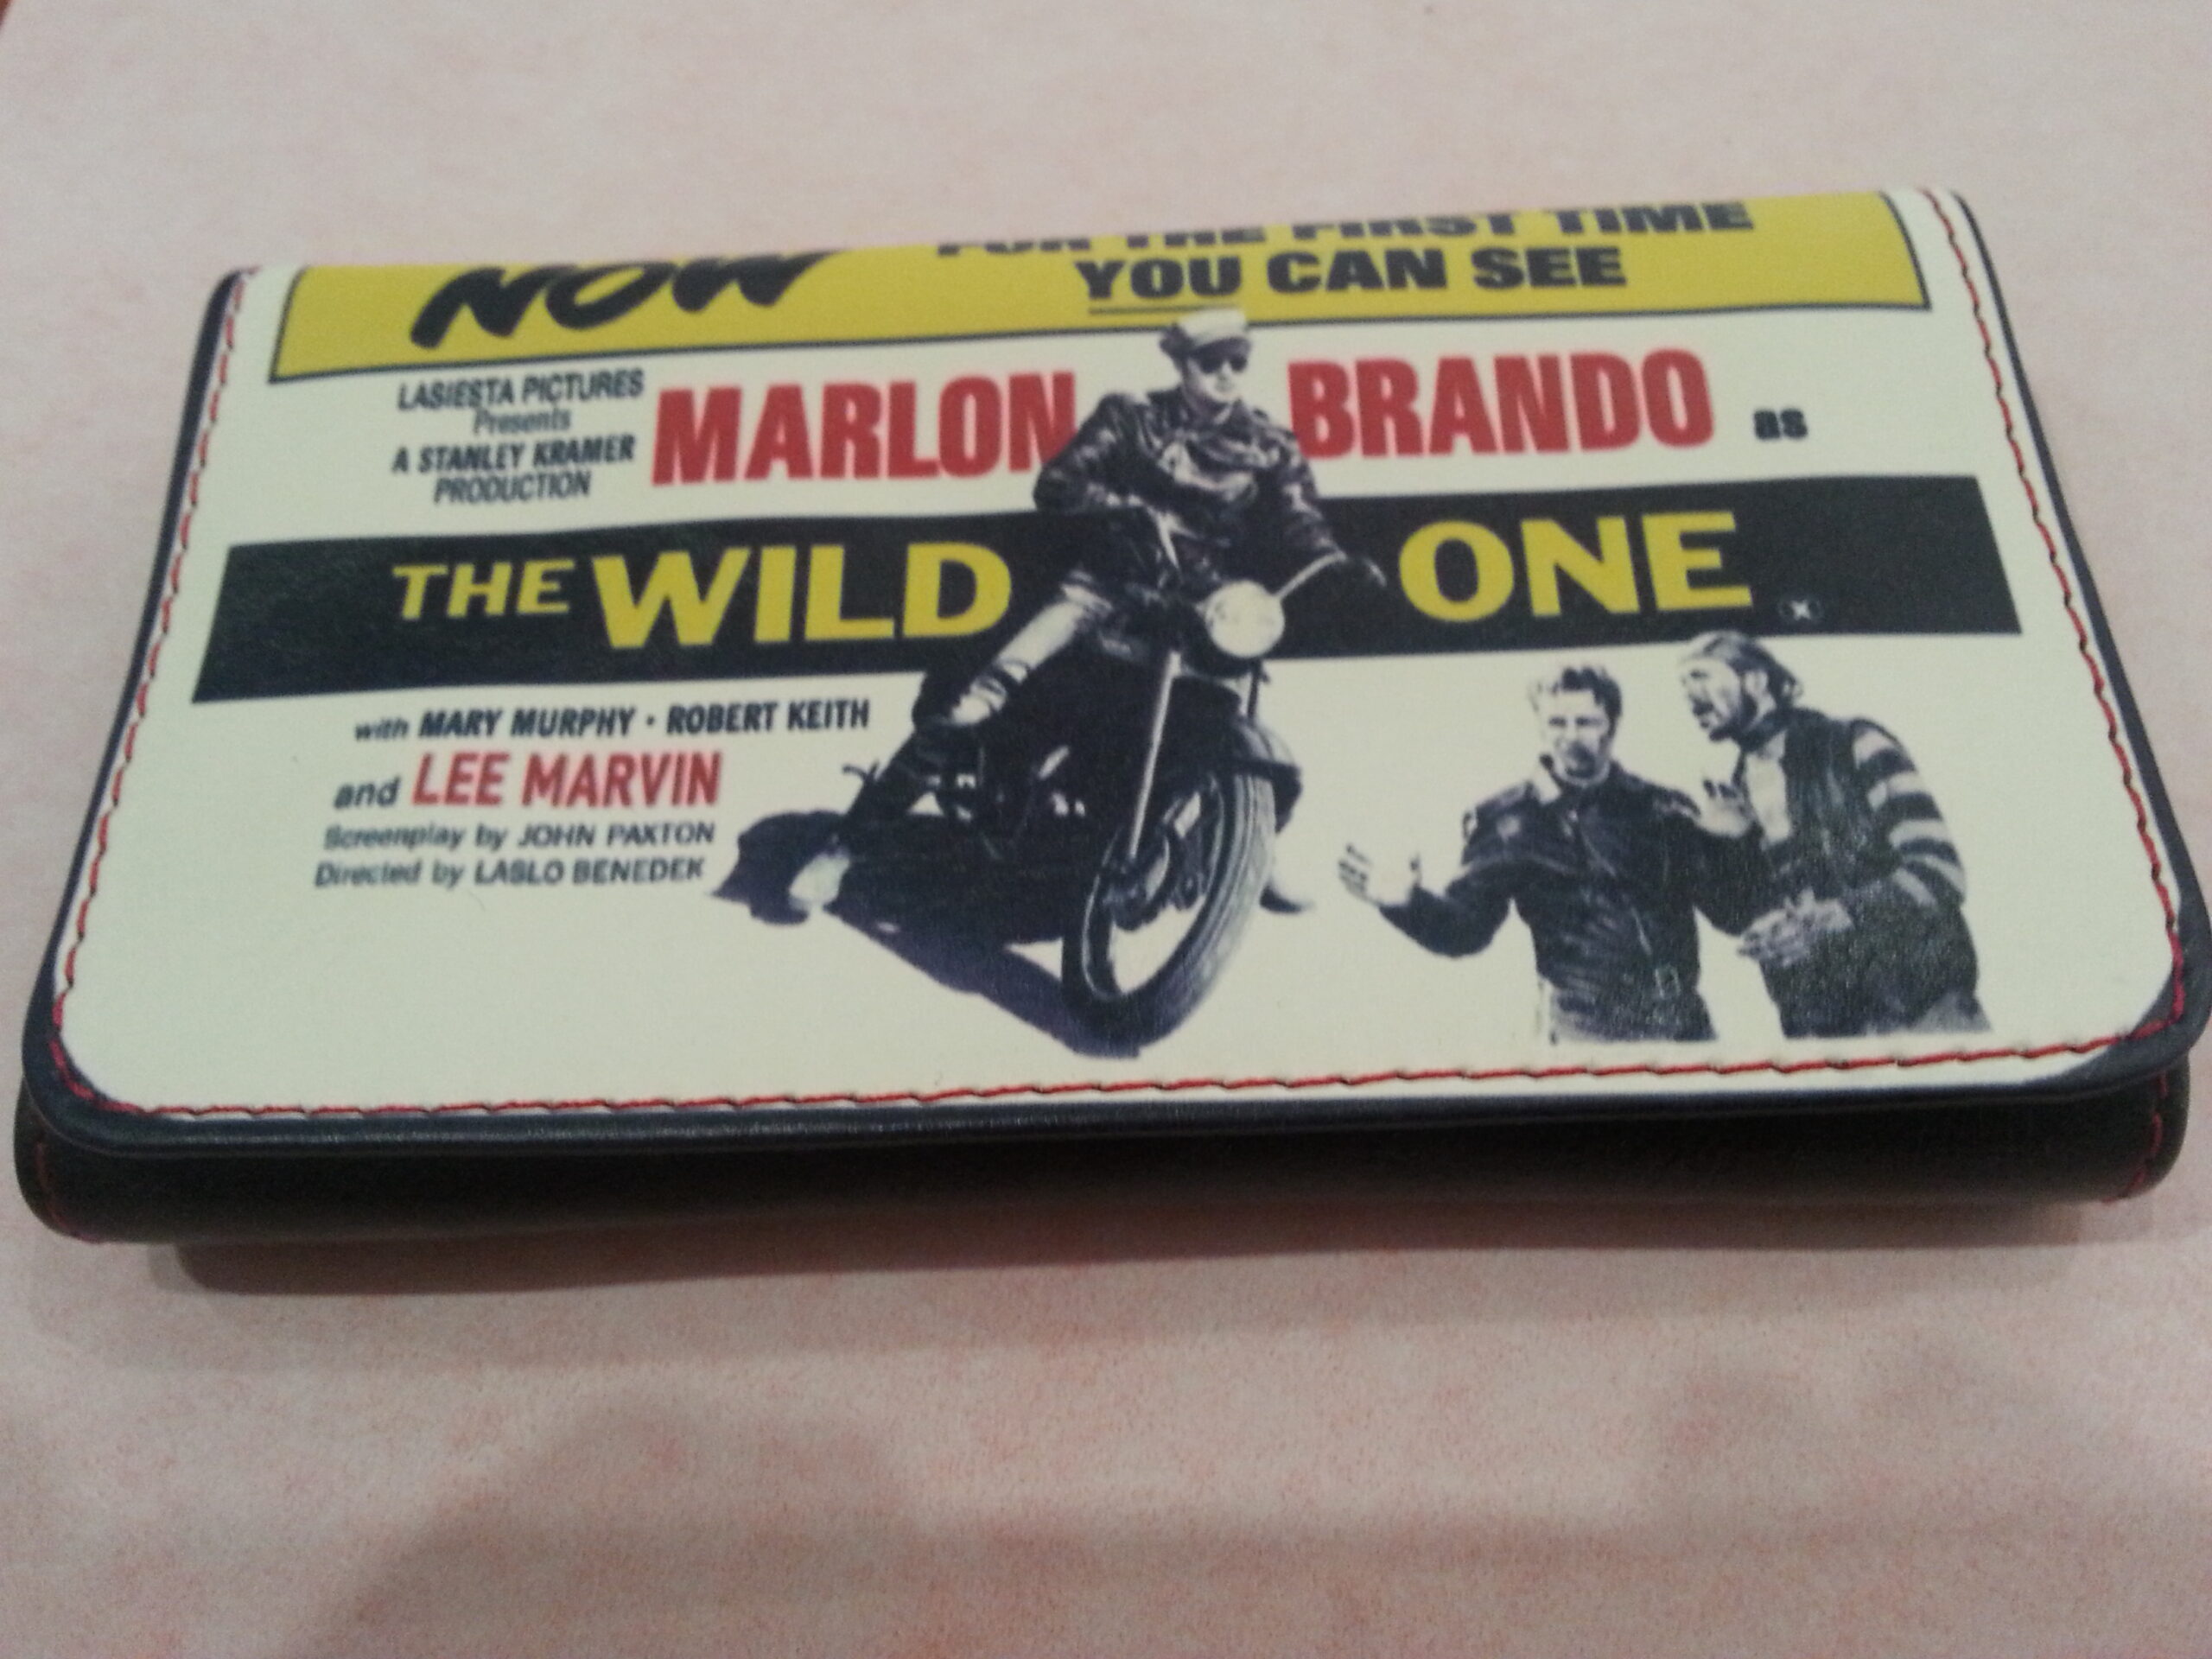 NOW
FOR THE FIRST TIME
YOU CAN SEE
LASIESTA PICTURES
Presents
A STANLEY KRAMER
PRODUCTION
MARLON BRANDO as
THE WILD ONE
X
with MARY MURPHY · ROBERT KEITH
and LEE MARVIN
Screenplay by JOHN PAXTON
Directed by LASLO BENEDEK